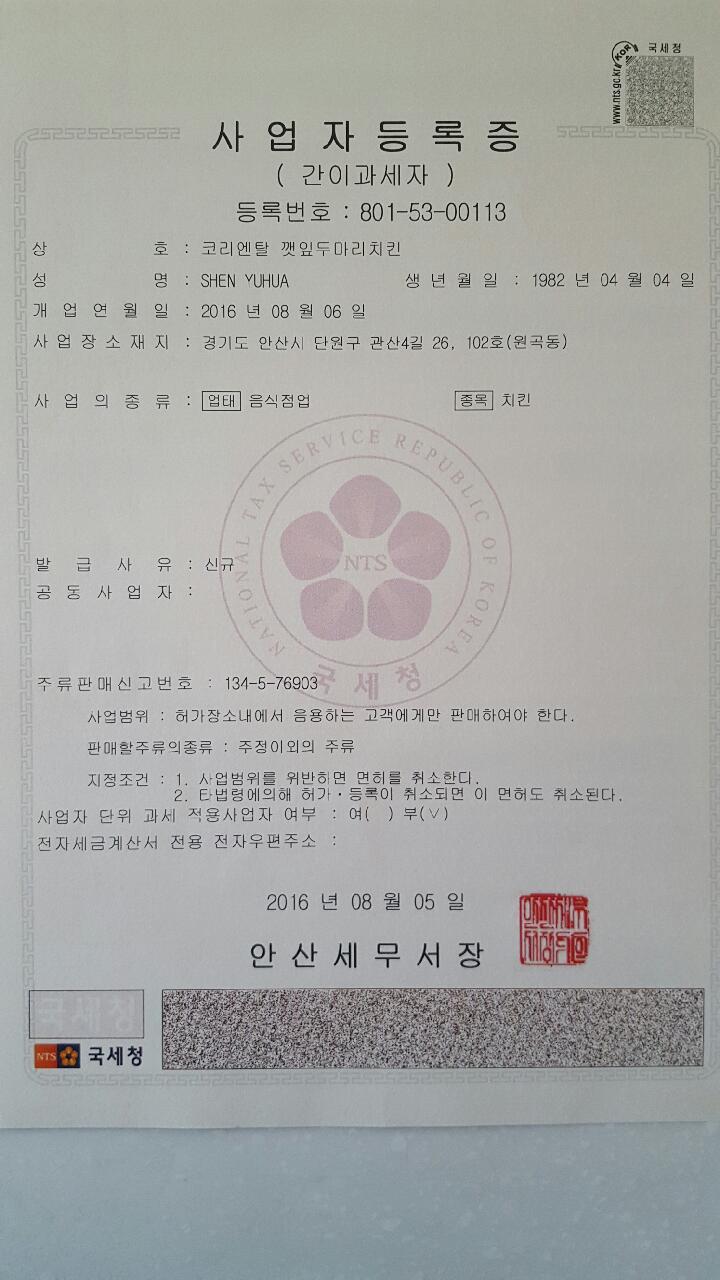 국세청
KOR
www.nts.go.kr
사업자등록증
( 간이과세자 )
등록번호 : 801-53-00113
상 호 : 코리엔탈 깻잎두마리치킨
성 명 : SHEN YUHUA 생 년 월 일 : 1982 년 04 월 04 일
개 업 연 월 일 : 2016 년 08 월 06 일
사 업 장 소 재 지 : 경기도 안산시 단원구 관산4길 26, 102호(원곡동)
사 업 의 종 류 : 업태 음식점업 종목 치킨
NATIONAL TAX SERVICE REPUBLIC OF KOREA
NTS
국세청
발 급 사 유 : 신규
공 동 사 업 자 :
주류판매신고번호 : 134-5-76903
사업범위 : 허가장소내에서 음용하는 고객에게만 판매하여야 한다.
판매할주류의종류 : 주정이외의 주류
지정조건 : 1. 사업범위를 위반하면 면허를 취소한다.
2. 타법령에의해 허가·등록이 취소되면 이 면허도 취소된다.
사업자 단위 과세 적용사업자 여부 : 여( ) 부(∨)
전자세금계산서 전용 전자우편주소 :
2016 년 08 월 05 일
안산세무서장
국세청
NTS 국세청